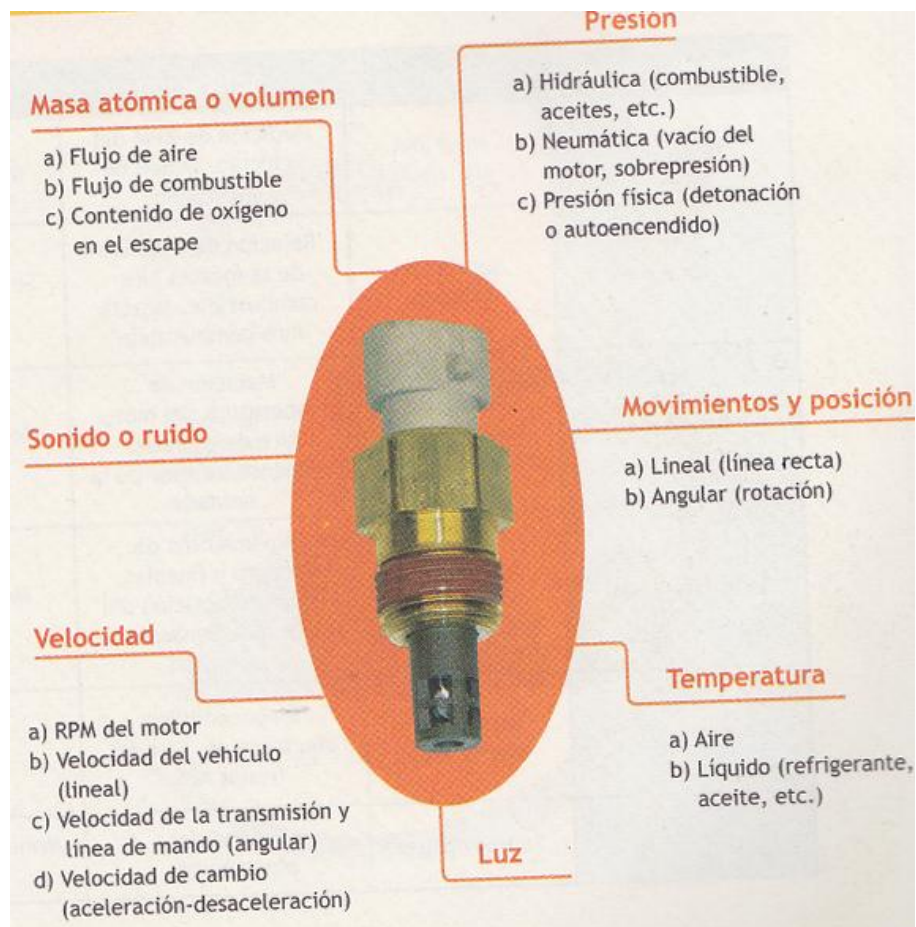 Presión
a) Hidráulica (combustible,
aceites, etc.)
b) Neumática (vacío del
motor, sobrepresión)
c) Presión física (detonación
o autoencendido)
Masa atómica o volumen
a) Flujo de aire
b) Flujo de combustible
c) Contenido de oxígeno
en el escape
Movimientos y posición
a) Lineal (línea recta)
b) Angular (rotación)
Sonido o ruido
Velocidad
a) RPM del motor
b) Velocidad del vehículo
(lineal)
c) Velocidad de la transmisión y
línea de mando (angular)
d) Velocidad de cambio
(aceleración-desaceleración)
Temperatura
a) Aire
b) Líquido (refrigerante,
aceite, etc.)
Luz